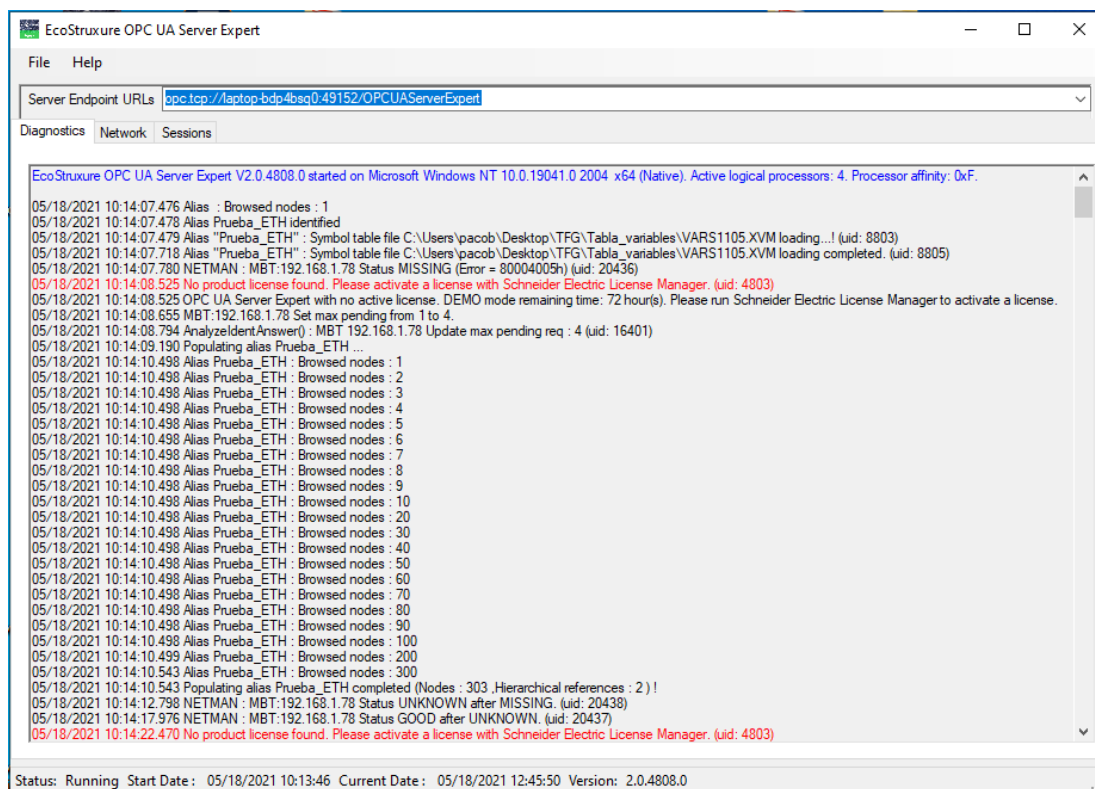 EcoStruxure OPC UA Server Expert
File Help
Server Endpoint URLs opc.tcp://laptop-bdp4bsq0:49152/OPCUAServerExpert
Diagnostics Network Sessions
EcoStruxure OPC UA Server Expert V2.0.4808.0 started on Microsoft Windows NT 10.0.19041.0 2004 x64 (Native). Active logical processors: 4. Processor affinity: 0xF.
05/18/2021 10:14:07.476 Alias : Browsed nodes : 1
05/18/2021 10:14:07.478 Alias Prueba_ETH identified
05/18/2021 10:14:07.479 Alias "Prueba_ETH" : Symbol table file C:\Users\pacob\Desktop\TFG\Tabla_variables\VARS1105.XVM loading...! (uid: 8803)
05/18/2021 10:14:07.718 Alias "Prueba_ETH" : Symbol table file C:\Users\pacob\Desktop\TFG\Tabla_variables\VARS1105.XVM loading completed. (uid: 8805)
05/18/2021 10:14:07.780 NETMAN : MBT:192.168.1.78 Status MISSING (Error = 80004005h) (uid: 20436)
05/18/2021 10:14:08.525 No product license found. Please activate a license with Schneider Electric License Manager. (uid: 4803)
05/18/2021 10:14:08.525 OPC UA Server Expert with no active license. DEMO mode remaining time: 72 hour(s). Please run Schneider Electric License Manager to activate a license.
05/18/2021 10:14:08.655 MBT:192.168.1.78 Set max pending from 1 to 4.
05/18/2021 10:14:08.794 AnalyzeIdentAnswer() : MBT 192.168.1.78 Update max pending req : 4 (uid: 16401)
05/18/2021 10:14:09.190 Populating alias Prueba_ETH ...
05/18/2021 10:14:10.498 Alias Prueba_ETH : Browsed nodes : 1
05/18/2021 10:14:10.498 Alias Prueba_ETH : Browsed nodes : 2
05/18/2021 10:14:10.498 Alias Prueba_ETH : Browsed nodes : 3
05/18/2021 10:14:10.498 Alias Prueba_ETH : Browsed nodes : 4
05/18/2021 10:14:10.498 Alias Prueba_ETH : Browsed nodes : 5
05/18/2021 10:14:10.498 Alias Prueba_ETH : Browsed nodes : 6
05/18/2021 10:14:10.498 Alias Prueba_ETH : Browsed nodes : 7
05/18/2021 10:14:10.498 Alias Prueba_ETH : Browsed nodes : 8
05/18/2021 10:14:10.498 Alias Prueba_ETH : Browsed nodes : 9
05/18/2021 10:14:10.498 Alias Prueba_ETH : Browsed nodes : 10
05/18/2021 10:14:10.498 Alias Prueba_ETH : Browsed nodes : 20
05/18/2021 10:14:10.498 Alias Prueba_ETH : Browsed nodes : 30
05/18/2021 10:14:10.498 Alias Prueba_ETH : Browsed nodes : 40
05/18/2021 10:14:10.498 Alias Prueba_ETH : Browsed nodes : 50
05/18/2021 10:14:10.498 Alias Prueba_ETH : Browsed nodes : 60
05/18/2021 10:14:10.498 Alias Prueba_ETH : Browsed nodes : 70
05/18/2021 10:14:10.498 Alias Prueba_ETH : Browsed nodes : 80
05/18/2021 10:14:10.498 Alias Prueba_ETH : Browsed nodes : 90
05/18/2021 10:14:10.498 Alias Prueba_ETH : Browsed nodes : 100
05/18/2021 10:14:10.499 Alias Prueba_ETH : Browsed nodes : 200
05/18/2021 10:14:10.543 Alias Prueba_ETH : Browsed nodes : 300
05/18/2021 10:14:10.543 Populating alias Prueba_ETH completed (Nodes : 303 ,Hierarchical references : 2 ) !
05/18/2021 10:14:12.798 NETMAN : MBT:192.168.1.78 Status UNKNOWN after MISSING. (uid: 20438)
05/18/2021 10:14:17.976 NETMAN : MBT:192.168.1.78 Status GOOD after UNKNOWN. (uid: 20437)
05/18/2021 10:14:22.470 No product license found. Please activate a license with Schneider Electric License Manager. (uid: 4803)
Status: Running Start Date : 05/18/2021 10:13:46 Current Date : 05/18/2021 12:45:50 Version: 2.0.4808.0